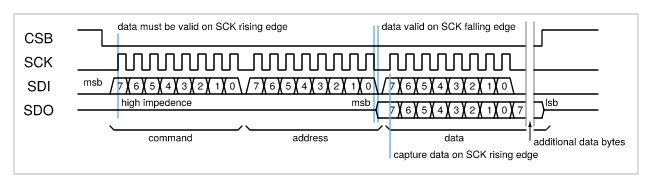 data must be valid on SCK rising edge
data valid on SCK falling edge
CSB
SCK
SDI
msb
7 6 5 4 3 2 1 0
7 6 5 4 3 2 1 0
7 6 5 4 3 2 1 0
SDO
high impedence
msb
7 6 5 4 3 2 1 0 7
lsb
command
address
data
additional data bytes
capture data on SCK rising edge